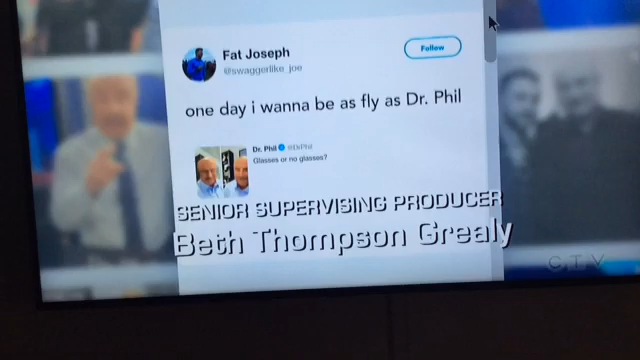 Fat Joseph
Follow
@swaggerlike_joe
one day i wanna be as fly as Dr. Phil
Dr. Phil @DrPhil
Glasses or no glasses?
SENIOR SUPERVISING PRODUCER
Beth Thompson Grealy
CTV